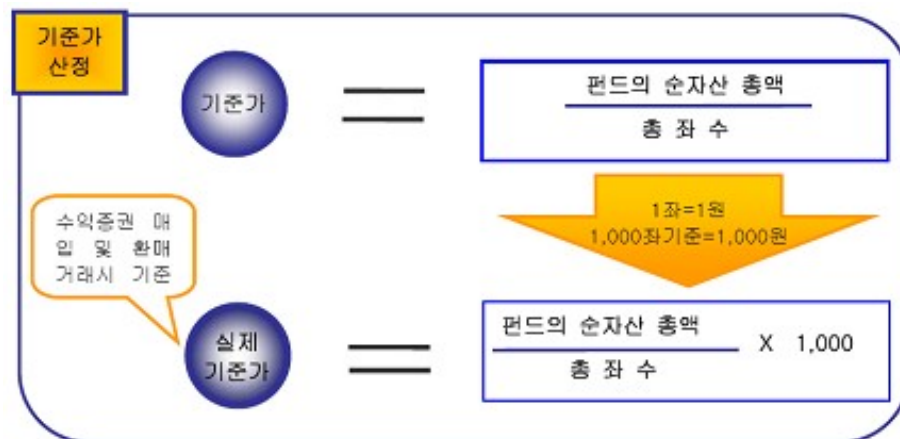 기준가
산정
기준가
펀드의 순자산 총액
총 좌 수
1좌=1원
1,000좌기준=1,000원
수익증권 매
입 및 환매
거래시 기준
실제
기준가
펀드의 순자산 총액
총 좌 수
X 1,000